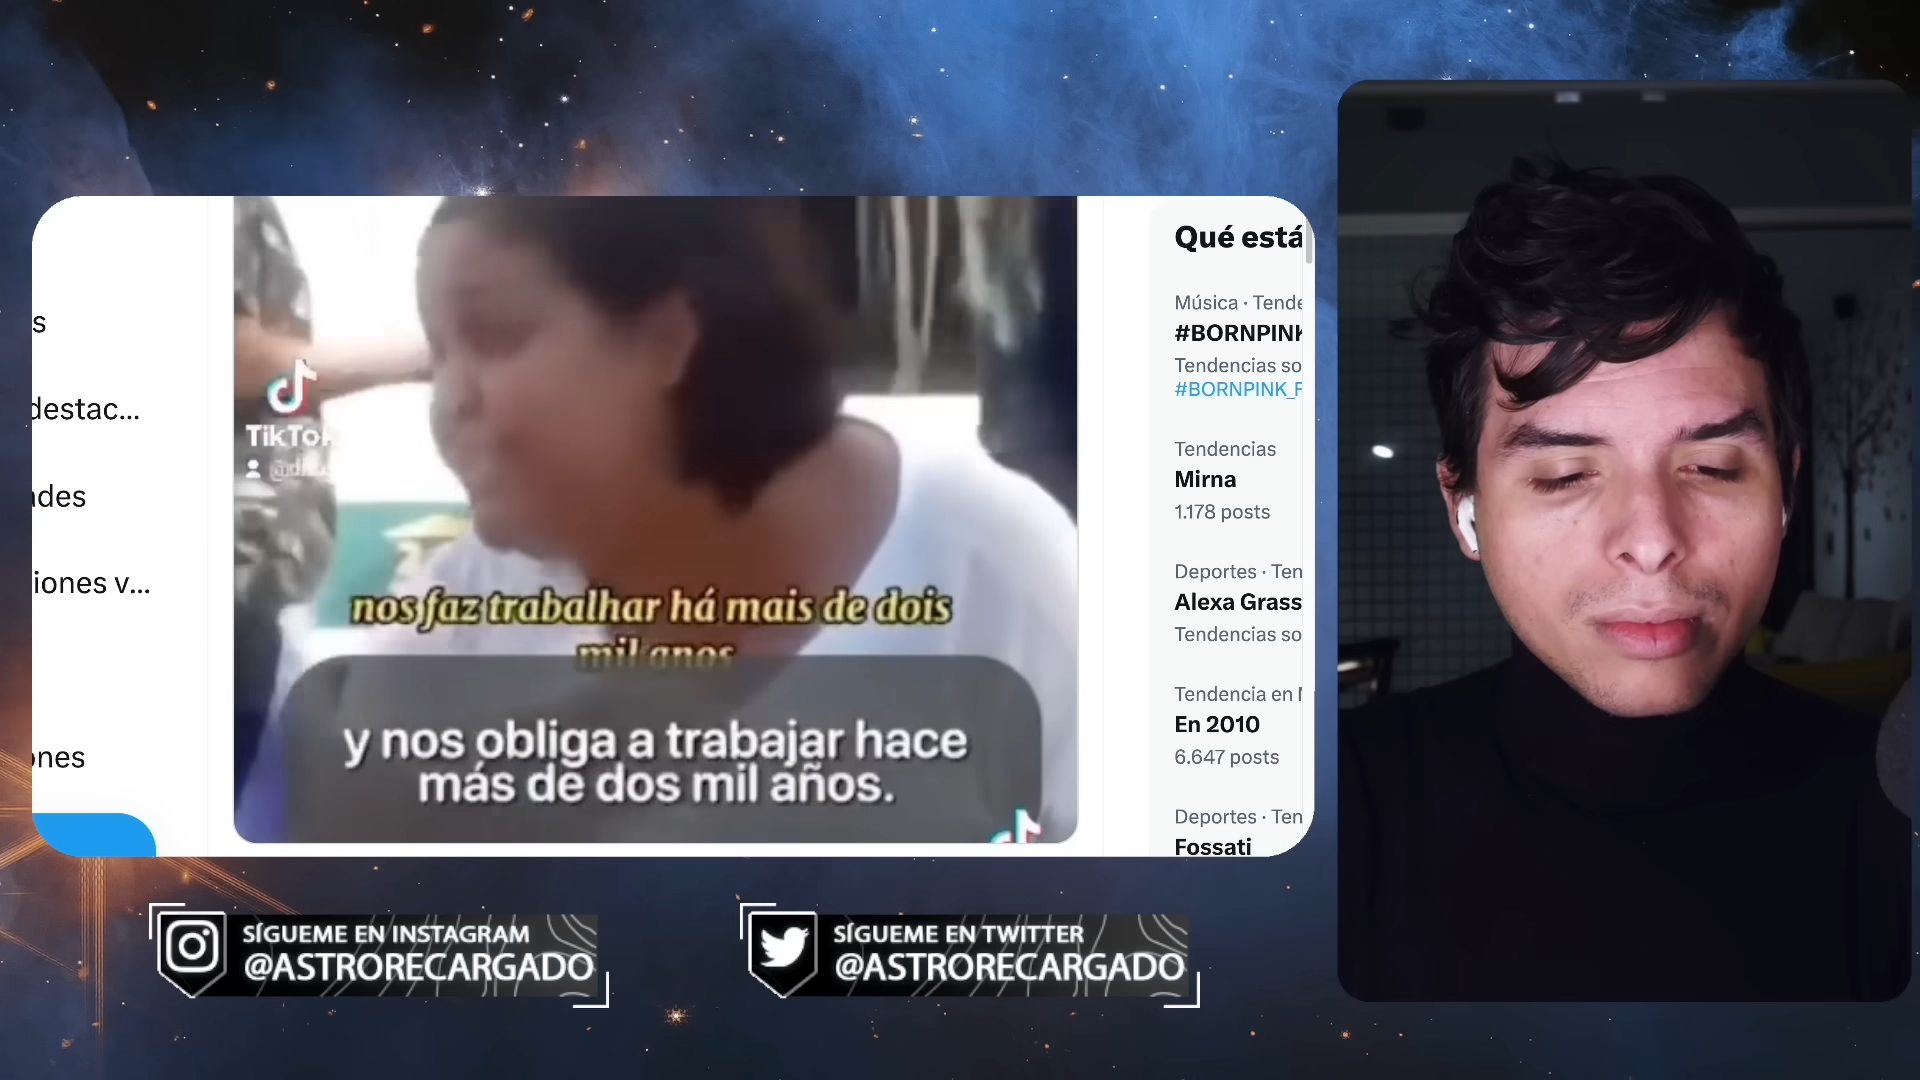 s
destac...
ades
iones v...
ones
TikTok
nos faz trabalhar há mais de dois
mil anos
y nos obliga a trabajar hace
más de dos mil años.
Qué está
Música · Tende
#BORNPINK
Tendencias so
#BORNPINK_F
Tendencias
Mirna
1.178 posts
Deportes · Ten
Alexa Grass
Tendencias so
Tendencia en
En 2010
6.647 posts
Deportes · Ten
Fossati
SÍGUEME EN INSTAGRAM
@ASTRORECARGADO
SÍGUEME EN TWITTER
@ASTRORECARGADO